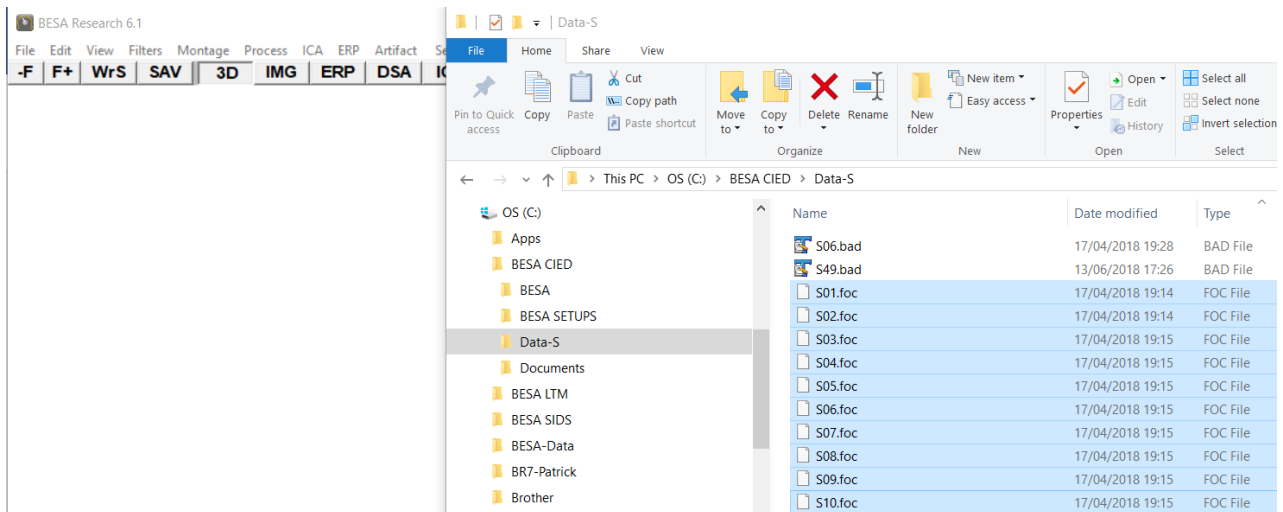 BESA Research 6.1
File Edit View Filters Montage Process ICA ERP Artifact
-F F+ WrS SAV 3D IMG ERP DSA
Data-S
File Home Share View
Pin to Quick access
Copy
Paste
Cut
Copy path
Paste shortcut
Clipboard
Move to
Copy to
Delete
Rename
Organize
New folder
New item
Easy access
New
Properties
Open
Edit
History
Open
Select all
Select none
Invert selection
Select
This PC > OS (C:) > BESA CIED > Data-S
OS (C:)
Apps
BESA CIED
BESA
BESA SETUPS
Data-S
Documents
BESA LTM
BESA SIDS
BESA-Data
BR7-Patrick
Brother
Name Date modified Type
S06.bad 17/04/2018 19:28 BAD File
S49.bad 13/06/2018 17:26 BAD File
S01.foc 17/04/2018 19:14 FOC File
S02.foc 17/04/2018 19:14 FOC File
S03.foc 17/04/2018 19:15 FOC File
S04.foc 17/04/2018 19:15 FOC File
S05.foc 17/04/2018 19:15 FOC File
S06.foc 17/04/2018 19:15 FOC File
S07.foc 17/04/2018 19:15 FOC File
S08.foc 17/04/2018 19:15 FOC File
S09.foc 17/04/2018 19:15 FOC File
S10.foc 17/04/2018 19:15 FOC File